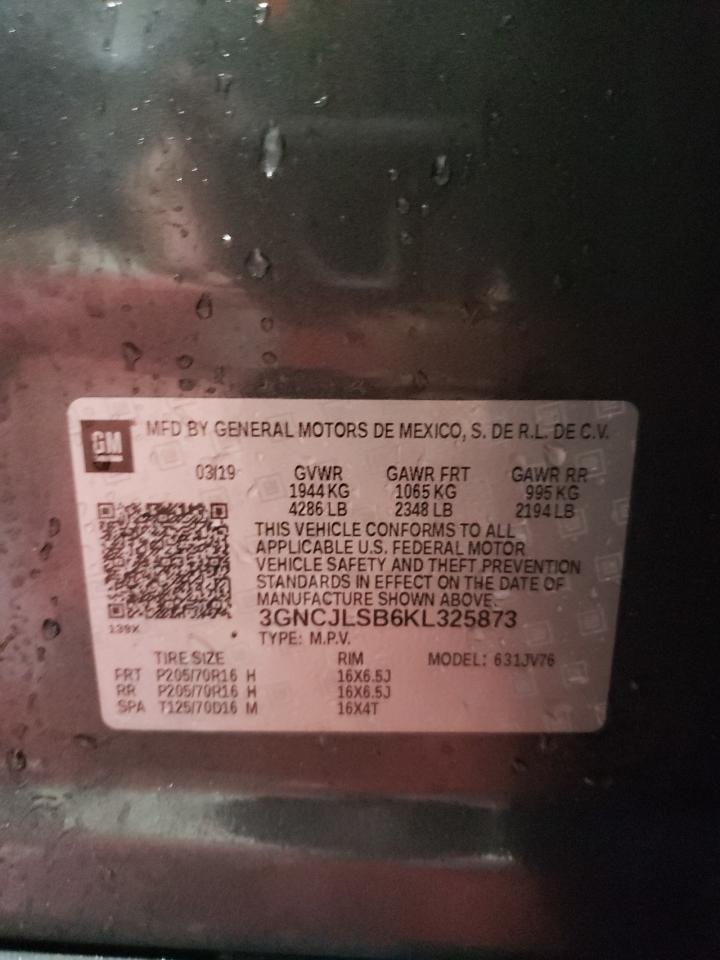 GM
MFD BY GENERAL MOTORS DE MEXICO, S. DE R.L. DE C.V.
03/19 GVWR GAWR FRT GAWR RR
1944 KG 1065 KG 995 KG
4286 LB 2348 LB 2194 LB
THIS VEHICLE CONFORMS TO ALL
APPLICABLE U.S. FEDERAL MOTOR
VEHICLE SAFETY AND THEFT PREVENTION
STANDARDS IN EFFECT ON THE DATE OF
MANUFACTURE SHOWN ABOVE.
3GNCJLSB6KL325873
139X
TYPE: M.P.V.
TIRE SIZE RIM MODEL: 631JV76
FRT P205/70R16 H 16X6.5J
RR P205/70R16 H 16X6.5J
SPA T125/70D16 M 16X4T